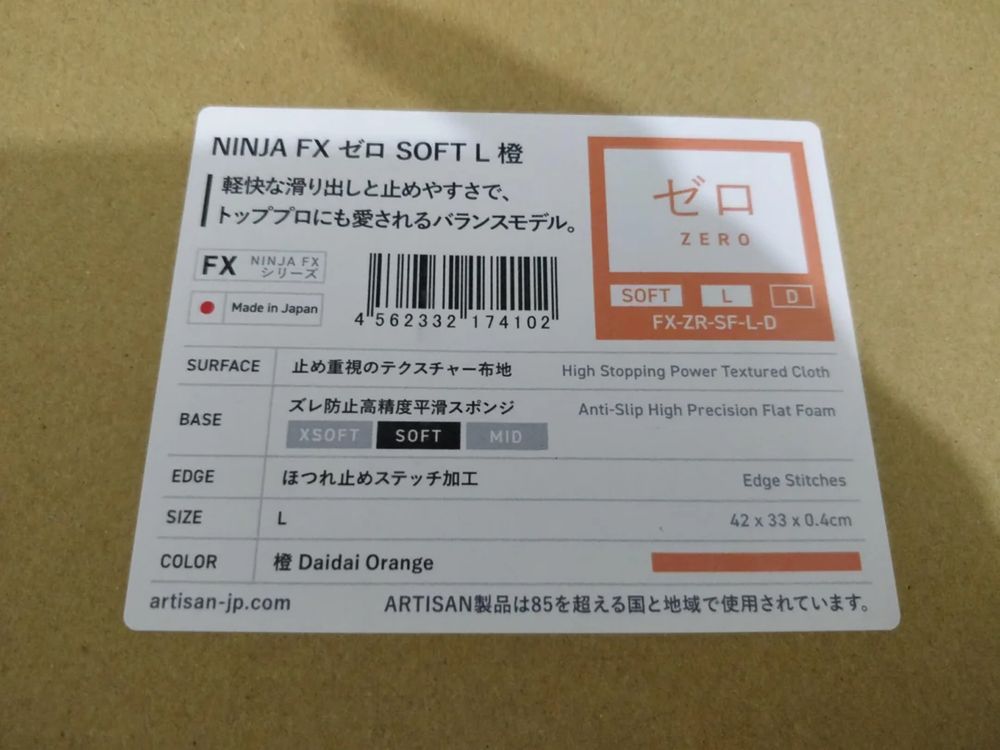 NINJA FX ゼロ SOFT L 橙
軽快な滑り出しと止めやすさで、
トッププロにも愛されるバランスモデル。
FX NINJA FX
シリーズ
Made in Japan
4 562332 174102
ゼロ
ZERO
SOFT L D
FX-ZR-SF-L-D
SURFACE 止め重視のテクスチャー布地 High Stopping Power Textured Cloth
BASE ズレ防止高精度平滑スポンジ Anti-Slip High Precision Flat Foam
XSOFT SOFT MID
EDGE ほつれ止めステッチ加工 Edge Stitches
SIZE L 42 x 33 x 0.4cm
COLOR 橙 Daidai Orange
artisan-jp.com ARTISAN製品は85を超える国と地域で使用されています。